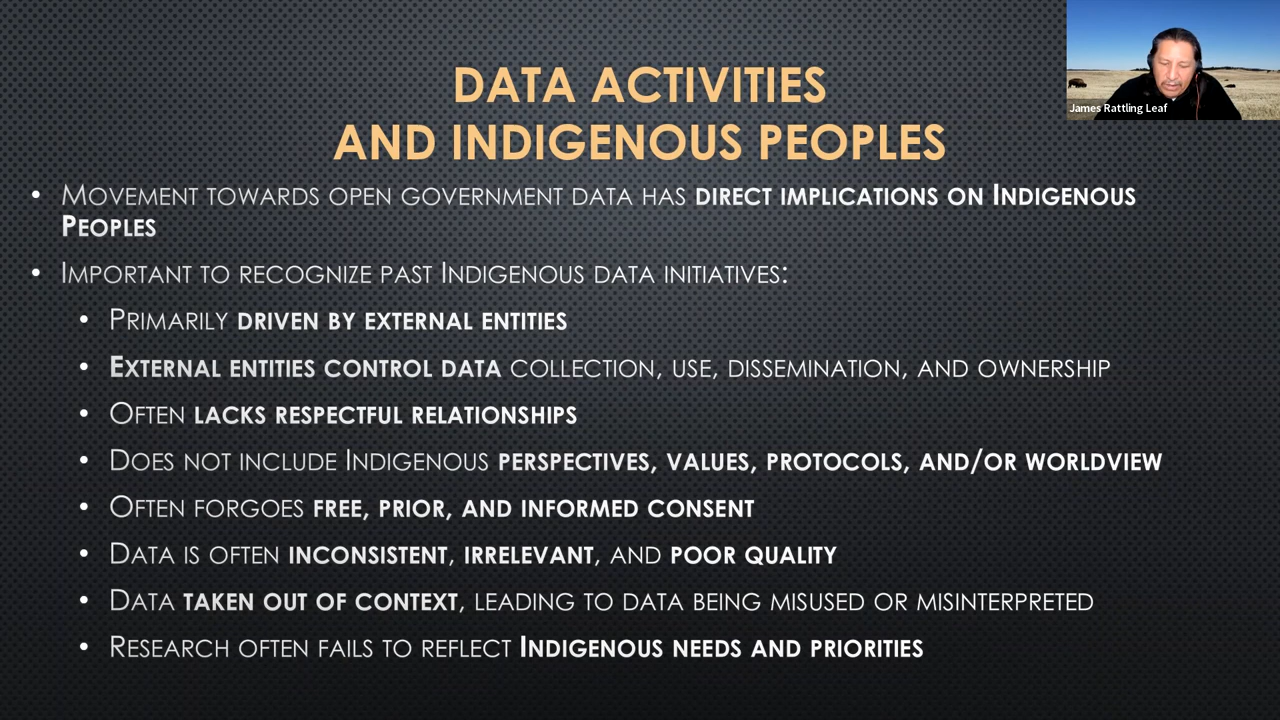 DATA ACTIVITIES
AND INDIGENOUS PEOPLES
James Rattling Leaf
• MOVEMENT TOWARDS OPEN GOVERNMENT DATA HAS DIRECT IMPLICATIONS ON INDIGENOUS
PEOPLES
• IMPORTANT TO RECOGNIZE PAST INDIGENOUS DATA INITIATIVES:
• PRIMARILY DRIVEN BY EXTERNAL ENTITIES
• EXTERNAL ENTITIES CONTROL DATA COLLECTION, USE, DISSEMINATION, AND OWNERSHIP
• OFTEN LACKS RESPECTFUL RELATIONSHIPS
• DOES NOT INCLUDE INDIGENOUS PERSPECTIVES, VALUES, PROTOCOLS, AND/OR WORLDVIEW
• OFTEN FORGOES FREE, PRIOR, AND INFORMED CONSENT
• DATA IS OFTEN INCONSISTENT, IRRELEVANT, AND POOR QUALITY
• DATA TAKEN OUT OF CONTEXT, LEADING TO DATA BEING MISUSED OR MISINTERPRETED
• RESEARCH OFTEN FAILS TO REFLECT INDIGENOUS NEEDS AND PRIORITIES